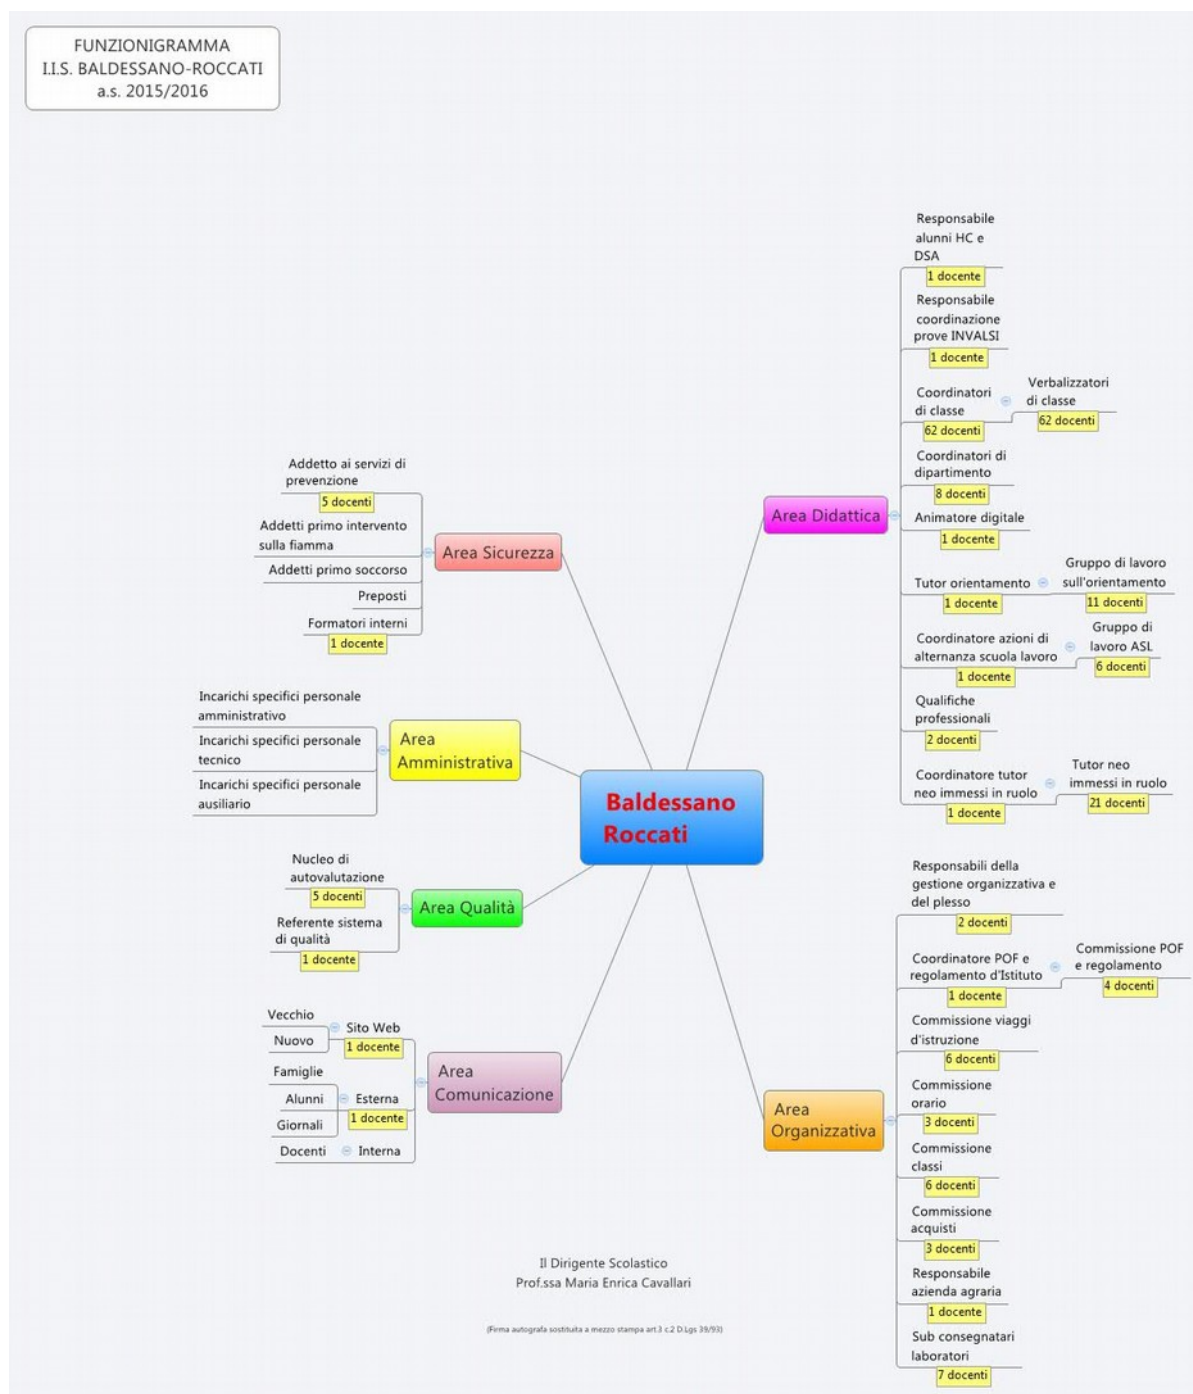 FUNZIONIGRAMMA
I.I.S. BALDESSANO-ROCCATI
a.s. 2015/2016
Baldessano
Roccati
Area Sicurezza
Addetto ai servizi di
prevenzione
5 docenti
Addetti primo intervento
sulla fiamma
Addetti primo soccorso
Preposti
Formatori interni
1 docente
Area
Amministrativa
Incarichi specifici personale
amministrativo
Incarichi specifici personale
tecnico
Incarichi specifici personale
ausiliario
Area Qualità
Nucleo di
autovalutazione
5 docenti
Referente sistema
di qualità
1 docente
Area
Comunicazione
Sito Web
1 docente
Vecchio
Nuovo
Esterna
1 docente
Famiglie
Alunni
Giornali
Interna
Docenti
Area Didattica
Responsabile
alunni HC e
DSA
1 docente
Responsabile
coordinazione
prove INVALSI
1 docente
Coordinatori
di classe
62 docenti
Verbalizzatori
di classe
62 docenti
Coordinatori di
dipartimento
8 docenti
Animatore digitale
1 docente
Tutor orientamento
1 docente
Gruppo di lavoro
sull'orientamento
11 docenti
Coordinatore azioni di
alternanza scuola lavoro
1 docente
Gruppo di
lavoro ASL
6 docenti
Qualifiche
professionali
2 docenti
Coordinatore tutor
neo immessi in ruolo
1 docente
Tutor neo
immessi in ruolo
21 docenti
Area
Organizzativa
Responsabili della
gestione organizzativa e
del plesso
2 docenti
Coordinatore POF e
regolamento d'Istituto
1 docente
Commissione POF
e regolamento
4 docenti
Commissione viaggi
d'istruzione
6 docenti
Commissione
orario
3 docenti
Commissione
classi
6 docenti
Commissione
acquisti
3 docenti
Responsabile
azienda agraria
1 docente
Sub consegnatari
laboratori
7 docenti
Il Dirigente Scolastico
Prof.ssa Maria Enrica Cavallari
(Firma autografa sostituita a mezzo stampa art.3 c.2 D.Lgs 39/93)